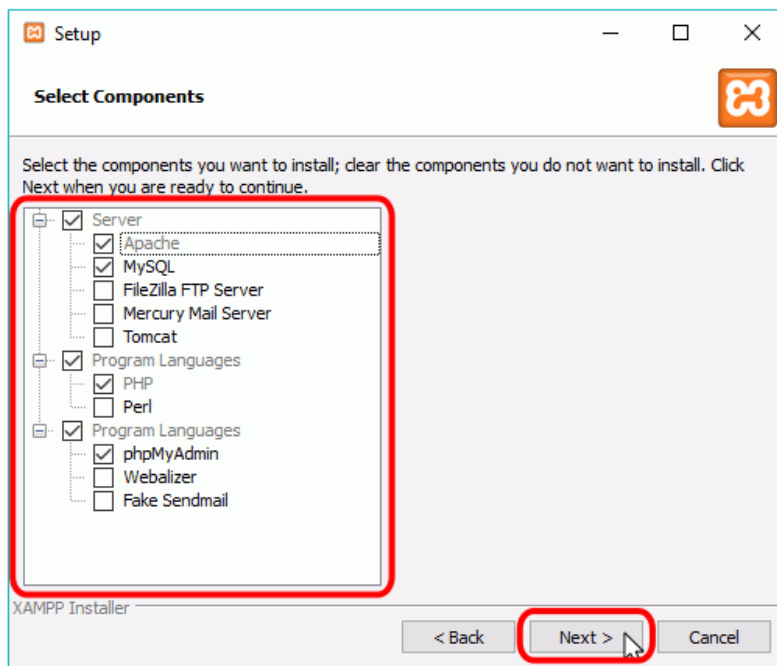 Setup
Select Components
Select the components you want to install; clear the components you do not want to install. Click
Next when you are ready to continue.
Server
Apache
MySQL
FileZilla FTP Server
Mercury Mail Server
Tomcat
Program Languages
PHP
Perl
Program Languages
phpMyAdmin
Webalizer
Fake Sendmail
XAMPP Installer
< Back
Next >
Cancel